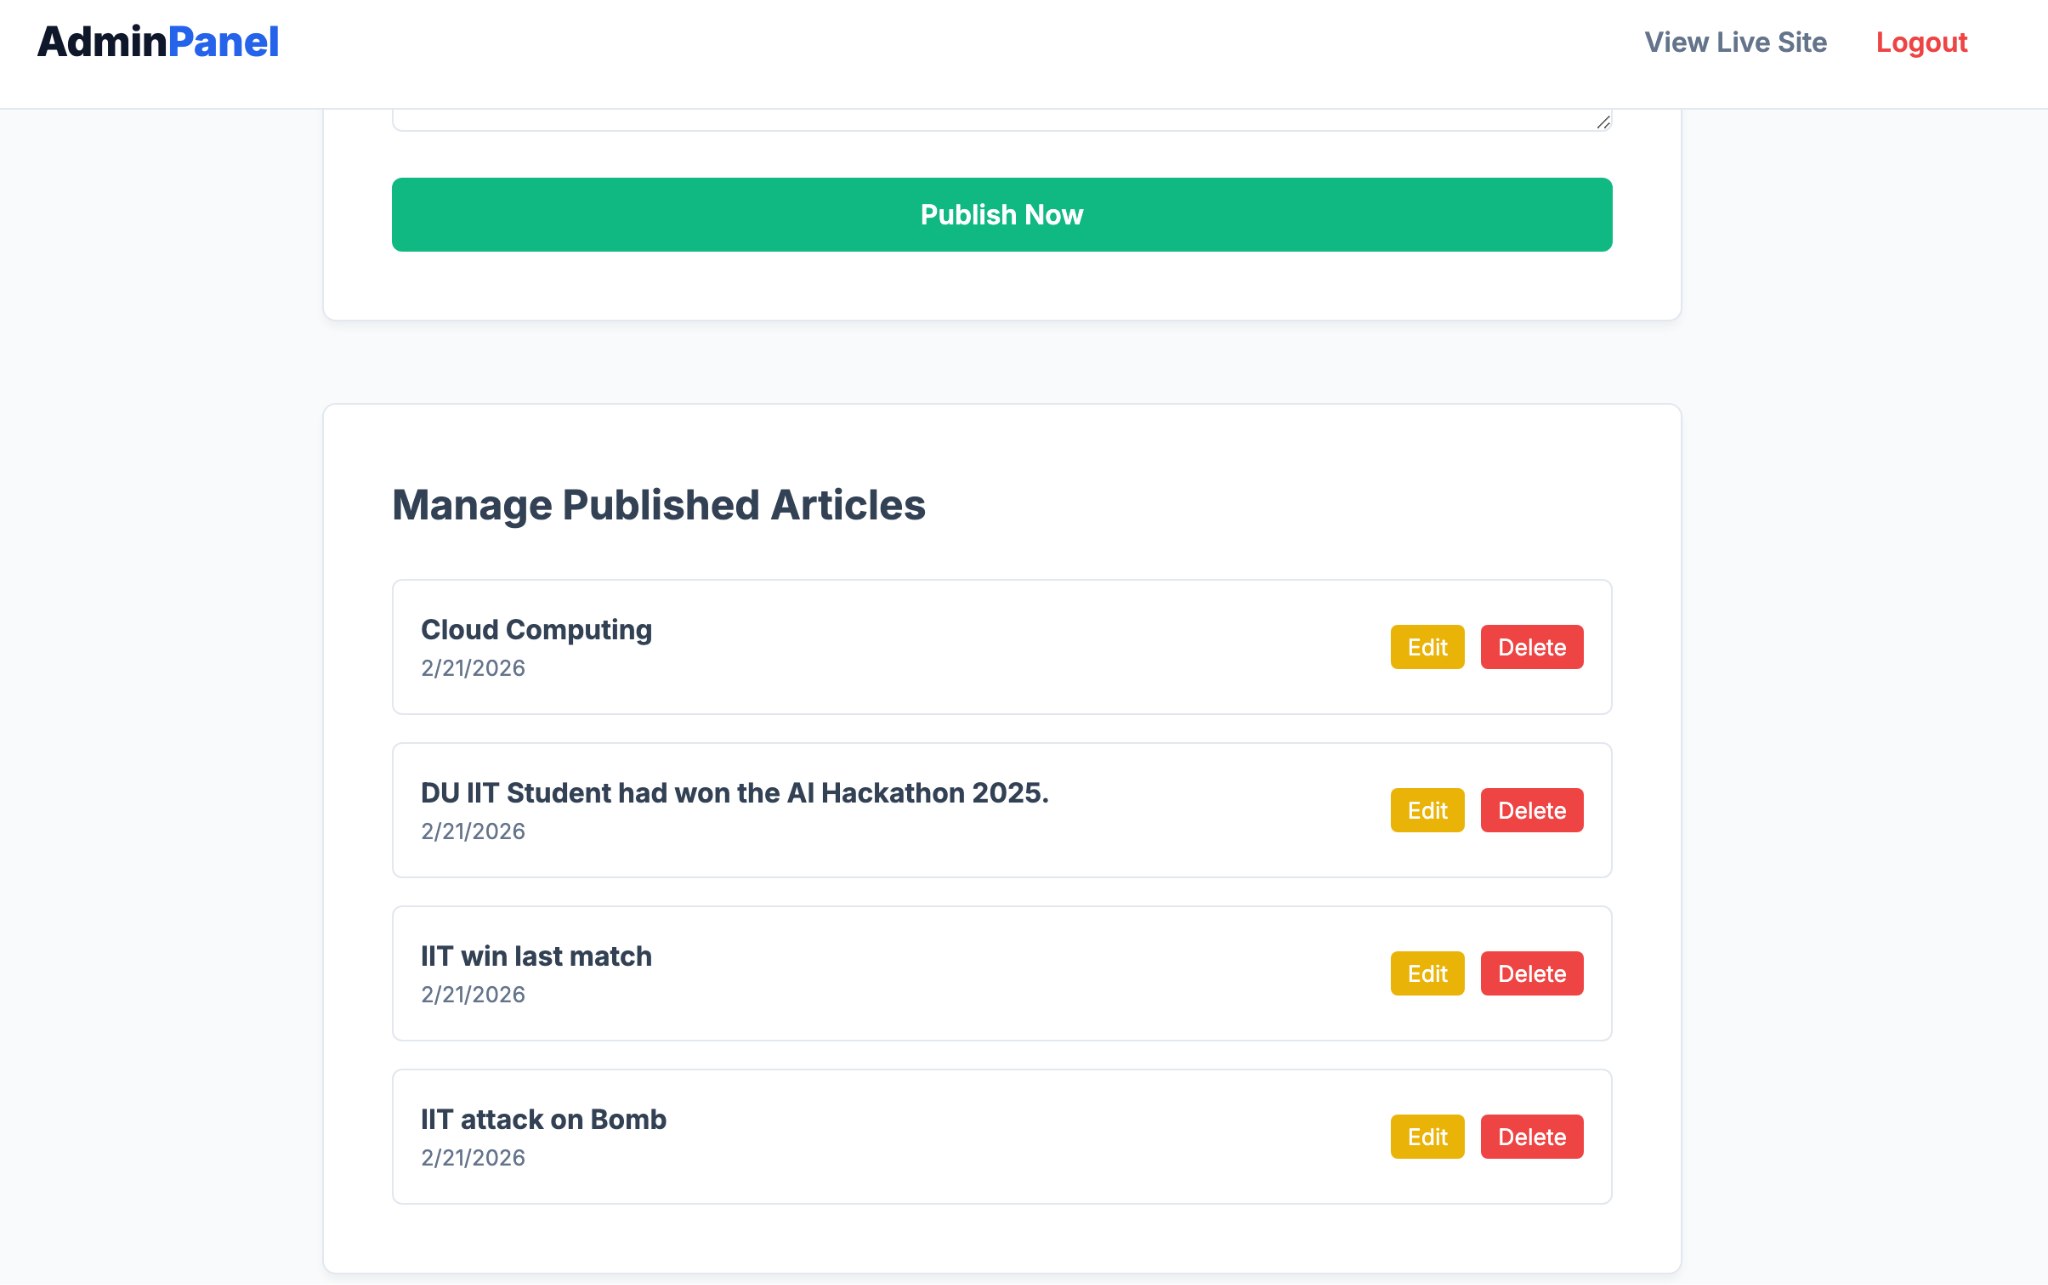 AdminPanel
View Live Site
Logout
Publish Now
Manage Published Articles
Cloud Computing
2/21/2026
Edit
Delete
DU IIT Student had won the AI Hackathon 2025.
2/21/2026
Edit
Delete
IIT win last match
2/21/2026
Edit
Delete
IIT attack on Bomb
2/21/2026
Edit
Delete